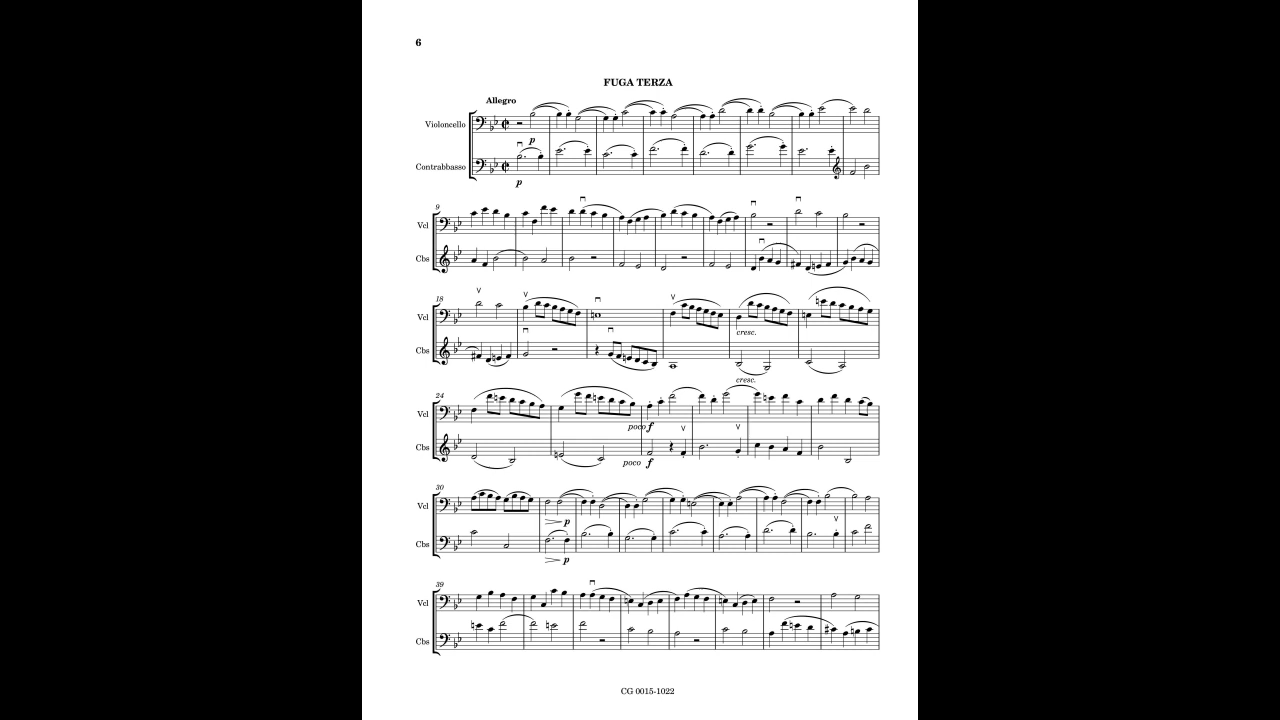 6
FUGA TERZA
Allegro
Violoncello
p
Contrabbasso
p
9
Vcl
Cbs
18
Vcl
cresc.
Cbs
cresc.
24
Vcl
poco f
Cbs
poco f
30
Vcl
p
Cbs
p
39
Vcl
Cbs
CG 0015-1022